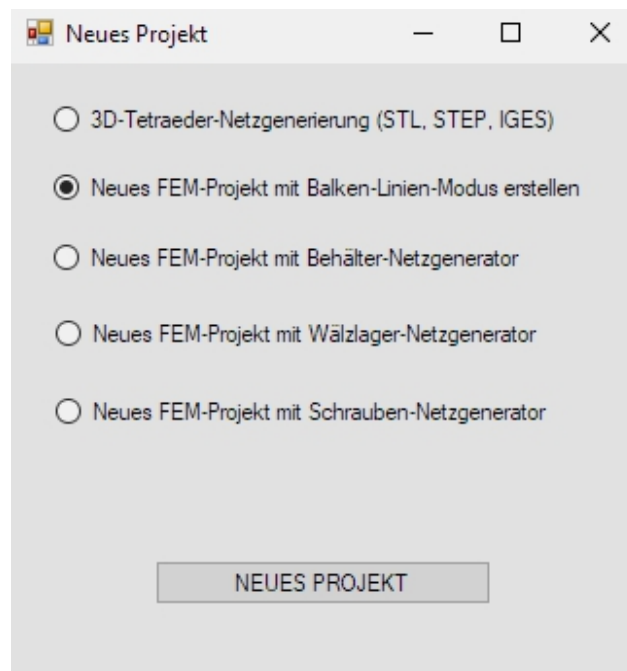 Neues Projekt
3D-Tetraeder-Netzgenerierung (STL, STEP, IGES)
Neues FEM-Projekt mit Balken-Linien-Modus erstellen
Neues FEM-Projekt mit Behälter-Netzgenerator
Neues FEM-Projekt mit Wälzlager-Netzgenerator
Neues FEM-Projekt mit Schrauben-Netzgenerator
NEUES PROJEKT